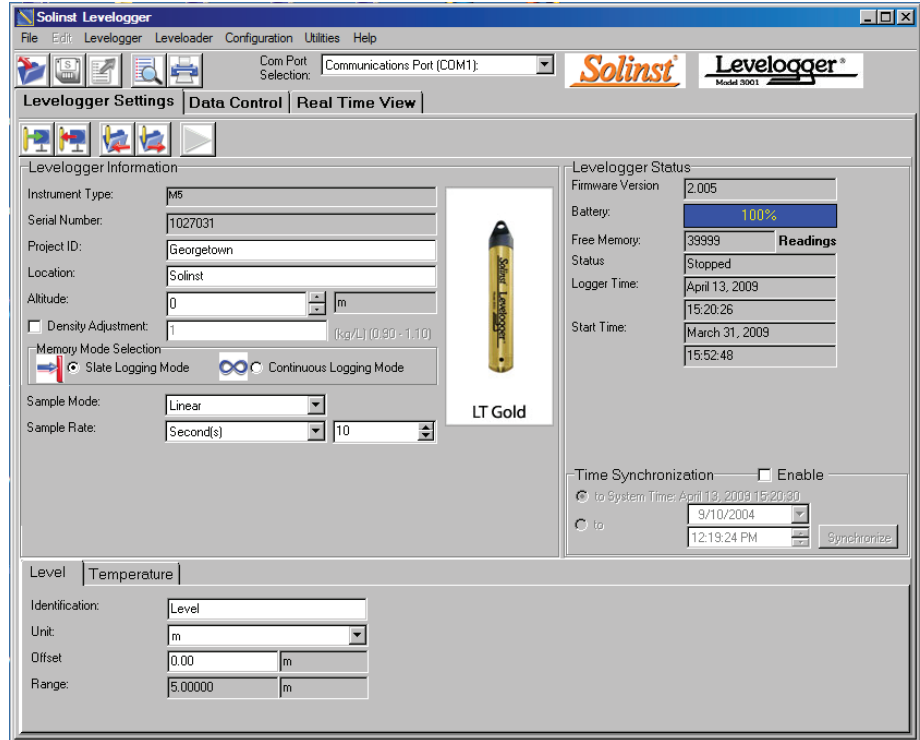 Solinst Levelogger
File Edit Levelogger Leveloader Configuration Utilities Help
Com Port Selection: Communications Port (COM1):
Solinst Levelogger®
Model 3001
Levelogger Settings Data Control Real Time View
Levelogger Information
Instrument Type: M5
Serial Number: 1027031
Project ID: Georgetown
Location: Solinst
Altitude: 0 m
Density Adjustment: 1 (kg/L) (0.90 - 1.10)
Memory Mode Selection
Slate Logging Mode Continuous Logging Mode
Sample Mode: Linear
Sample Rate: Second(s) 10
Solinst Levelogger
LT Gold
Levelogger Status
Firmware Version 2.005
Battery: 100%
Free Memory: 39999 Readings
Status Stopped
Logger Time: April 13, 2009
15:20:26
Start Time: March 31, 2009
15:52:48
Time Synchronization Enable
to System Time: April 13, 2009 15:20:30
to 9/10/2004
12:19:24 PM Synchronize
Level Temperature
Identification: Level
Unit: m
Offset 0.00 m
Range: 5.00000 m